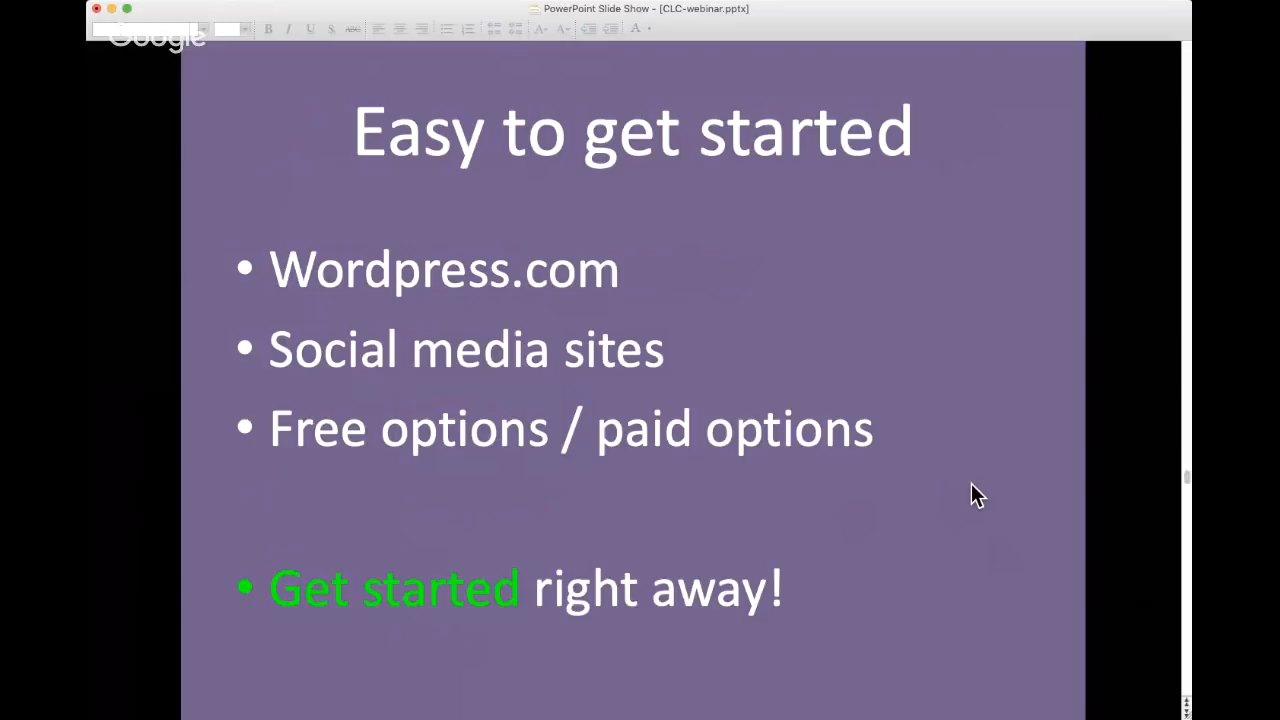 PowerPoint Slide Show - [CLC-webinar.pptx]
B I U S ABC A A A
Google
Easy to get started
• Wordpress.com
• Social media sites
• Free options / paid options
• Get started right away!